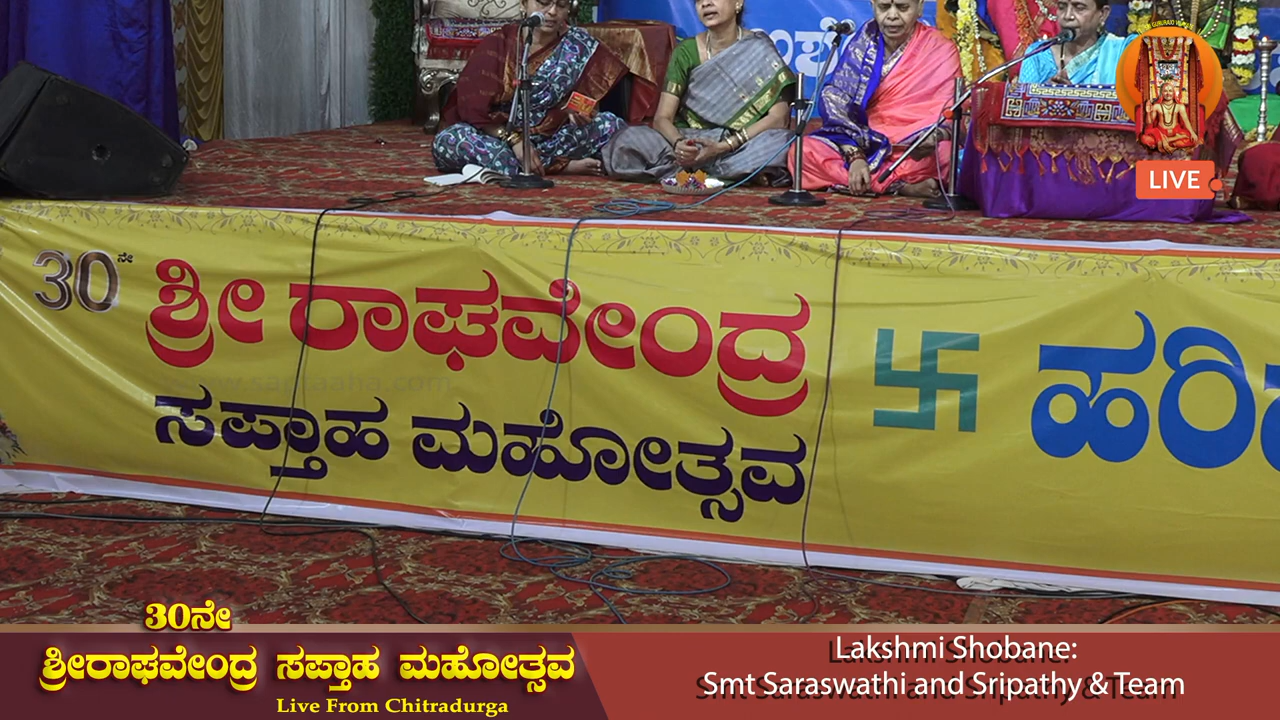 LIVE
30ನೇ
ಶ್ರೀ ರಾಘವೇಂದ್ರ
ಸಪ್ತಾಹ ಮಹೋತ್ಸವ
30ನೇ
ಶ್ರೀರಾಘವೇಂದ್ರ ಸಪ್ತಾಹ ಮಹೋತ್ಸವ
Live From Chitradurga
Lakshmi Shobane:
Smt Saraswathi and Sripathy & Team